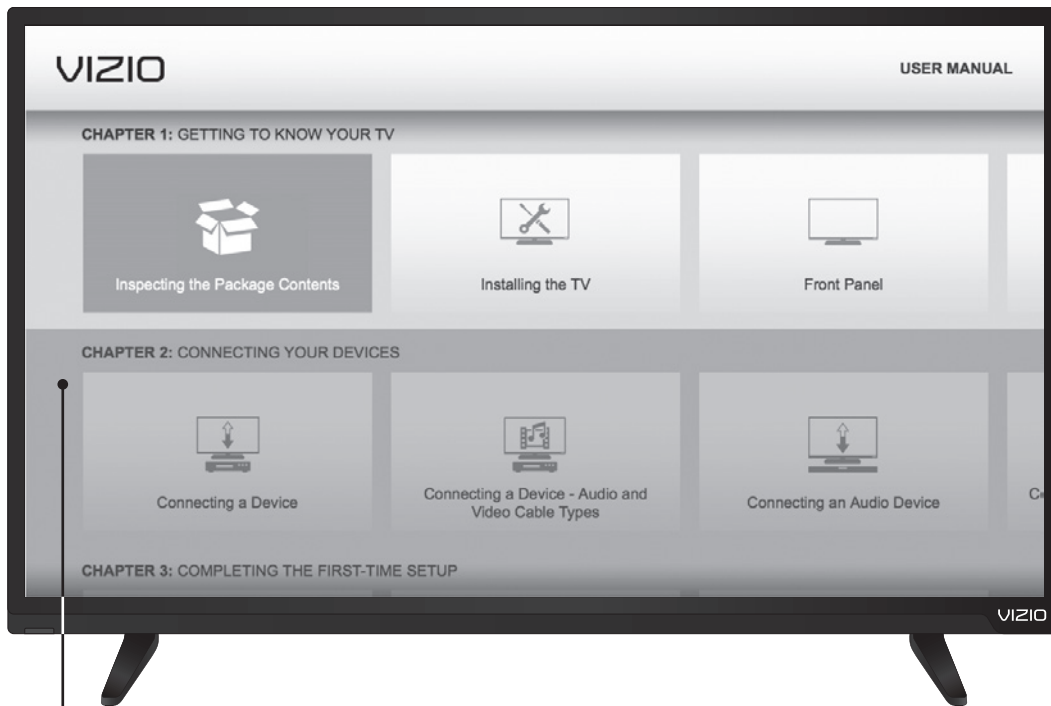 VIZIO
USER MANUAL
CHAPTER 1: GETTING TO KNOW YOUR TV
Inspecting the Package Contents
Installing the TV
Front Panel
CHAPTER 2: CONNECTING YOUR DEVICES
Connecting a Device
Connecting a Device - Audio and
Video Cable Types
Connecting an Audio Device
CHAPTER 3: COMPLETING THE FIRST-TIME SETUP
VIZIO